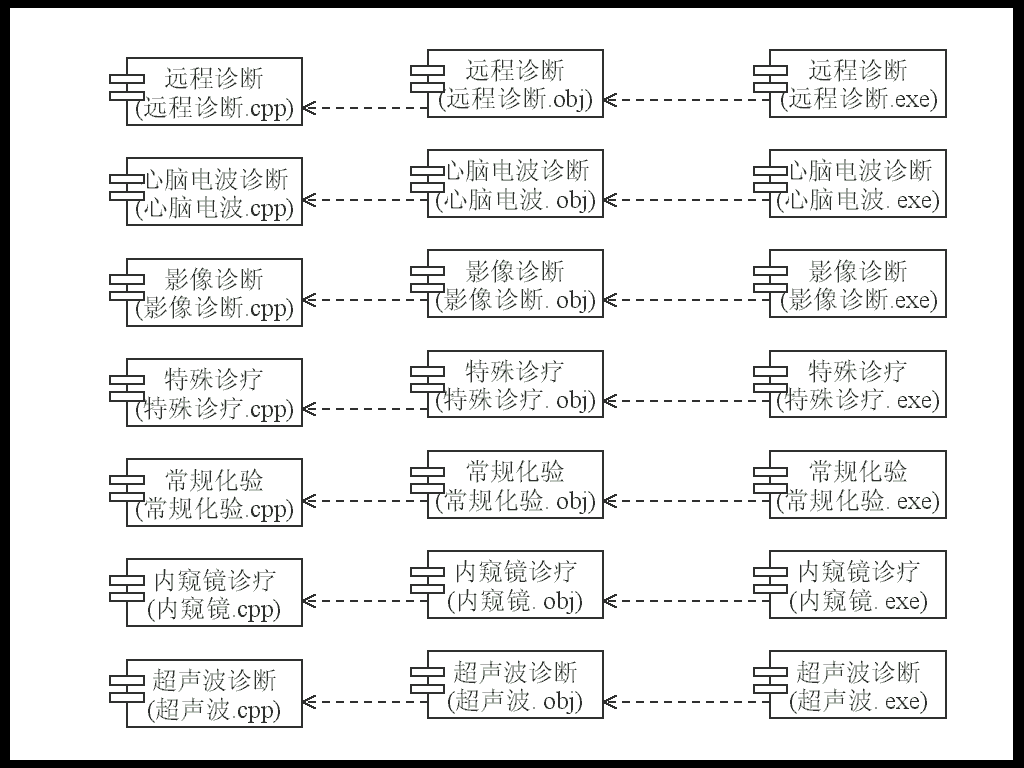 远程诊断
(远程诊断.cpp)
远程诊断
(远程诊断.obj)
远程诊断
(远程诊断.exe)
心脑电波诊断
(心脑电波.cpp)
心脑电波诊断
(心脑电波. obj)
心脑电波诊断
(心脑电波. exe)
影像诊断
(影像诊断.cpp)
影像诊断
(影像诊断. obj)
影像诊断
(影像诊断.exe)
特殊诊疗
(特殊诊疗.cpp)
特殊诊疗
(特殊诊疗. obj)
特殊诊疗
(特殊诊疗. exe)
常规化验
(常规化验.cpp)
常规化验
(常规化验. obj)
常规化验
(常规化验. exe)
内窥镜诊疗
(内窥镜.cpp)
内窥镜诊疗
(内窥镜. obj)
内窥镜诊疗
(内窥镜. exe)
超声波诊断
(超声波.cpp)
超声波诊断
(超声波. obj)
超声波诊断
(超声波. exe)